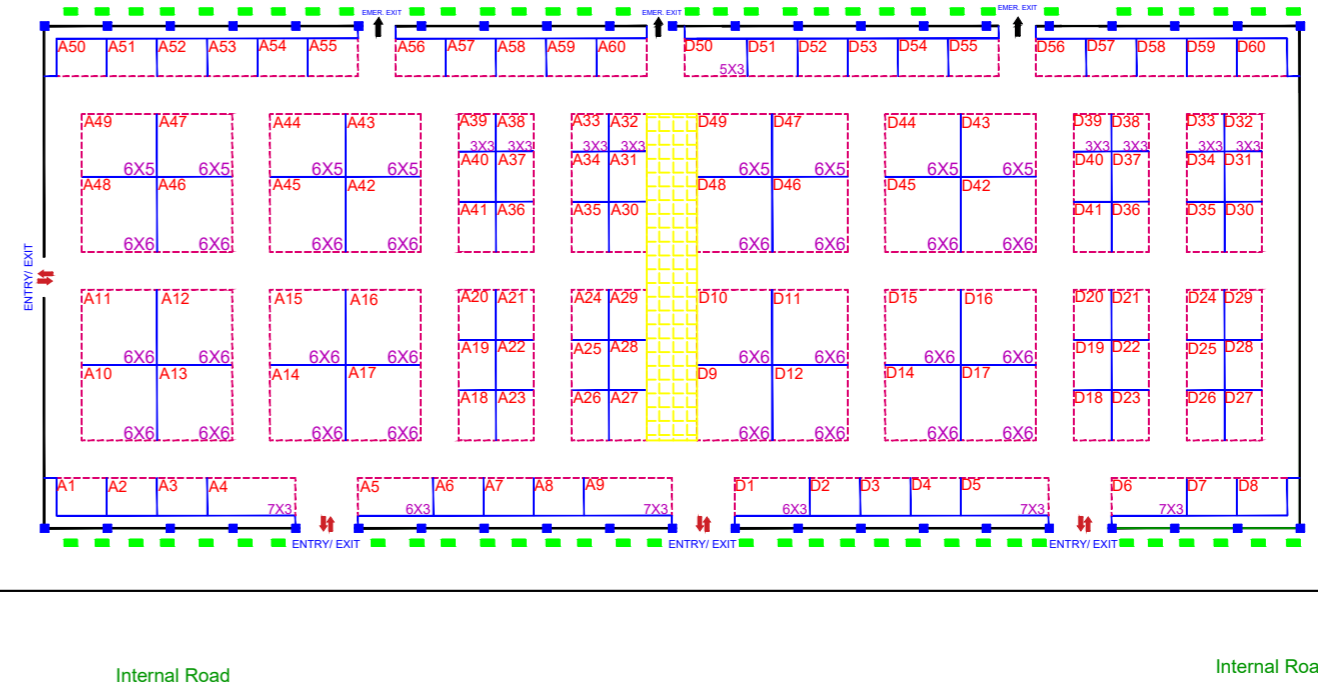 EMER. EXIT EMER. EXIT EMER. EXIT
A50 A51 A52 A53 A54 A55 A56 A57 A58 A59 A60 D50 D51 D52 D53 D54 D55 D56 D57 D58 D59 D60
5X3
A49 A47 A44 A43 A39 A38 A33 A32 D49 D47 D44 D43 D39 D38 D33 D32
3X3 3X3 3X3 3X3 3X3 3X3 3X3 3X3
6X5 6X5 6X5 6X5 A40 A37 A34 A31 6X5 6X5 6X5 6X5 D40 D37 D34 D31
A48 A46 A45 A42 D48 D46 D45 D42
A41 A36 A35 A30 D41 D36 D35 D30
6X6 6X6 6X6 6X6 6X6 6X6 6X6 6X6
ENTRY/ EXIT
A11 A12 A15 A16 A20 A21 A24 A29 D10 D11 D15 D16 D20 D21 D24 D29
6X6 6X6 6X6 6X6 A19 A22 A25 A28 6X6 6X6 6X6 6X6 D19 D22 D25 D28
A10 A13 A14 A17 D9 D12 D14 D17
A18 A23 A26 A27 D18 D23 D26 D27
6X6 6X6 6X6 6X6 6X6 6X6 6X6 6X6
A1 A2 A3 A4 A5 A6 A7 A8 A9 D1 D2 D3 D4 D5 D6 D7 D8
7X3 6X3 7X3 6X3 7X3 7X3
ENTRY/ EXIT ENTRY/ EXIT ENTRY/ EXIT
Internal Road Internal Roa